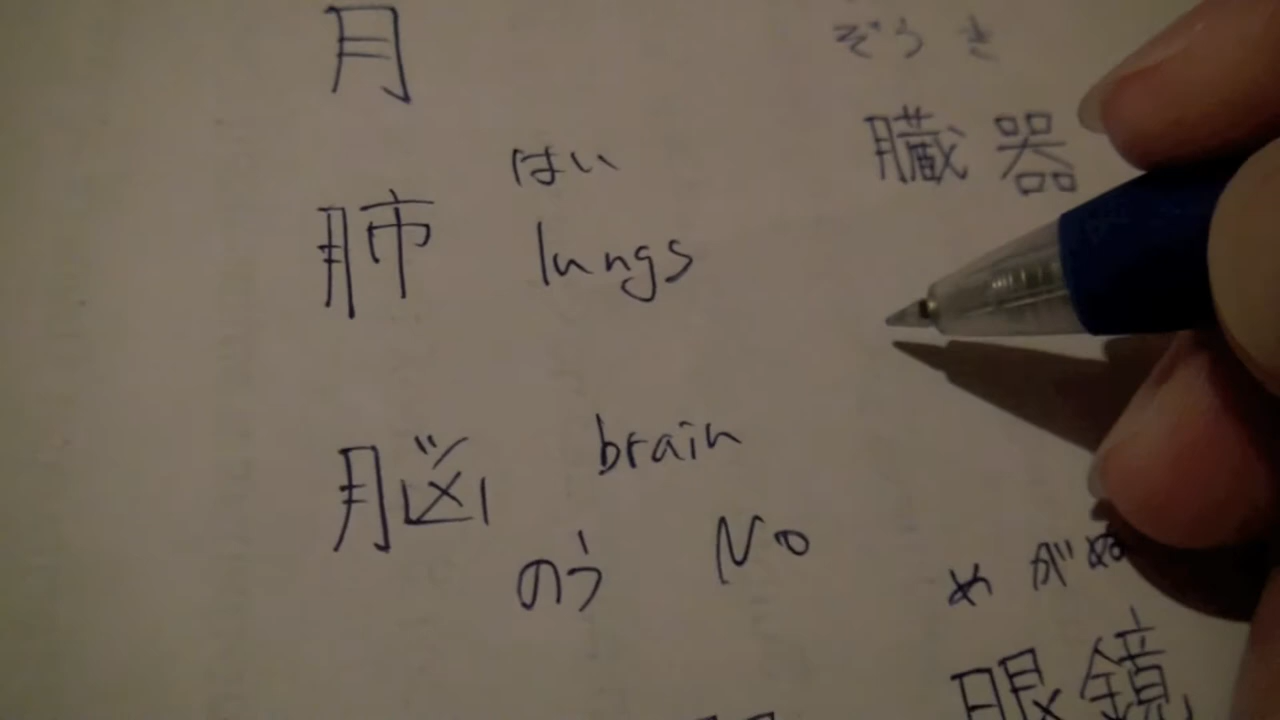 月
ぞうき
臓器
はい
肺
lungs
脳
brain
のう
No
めがね
眼鏡